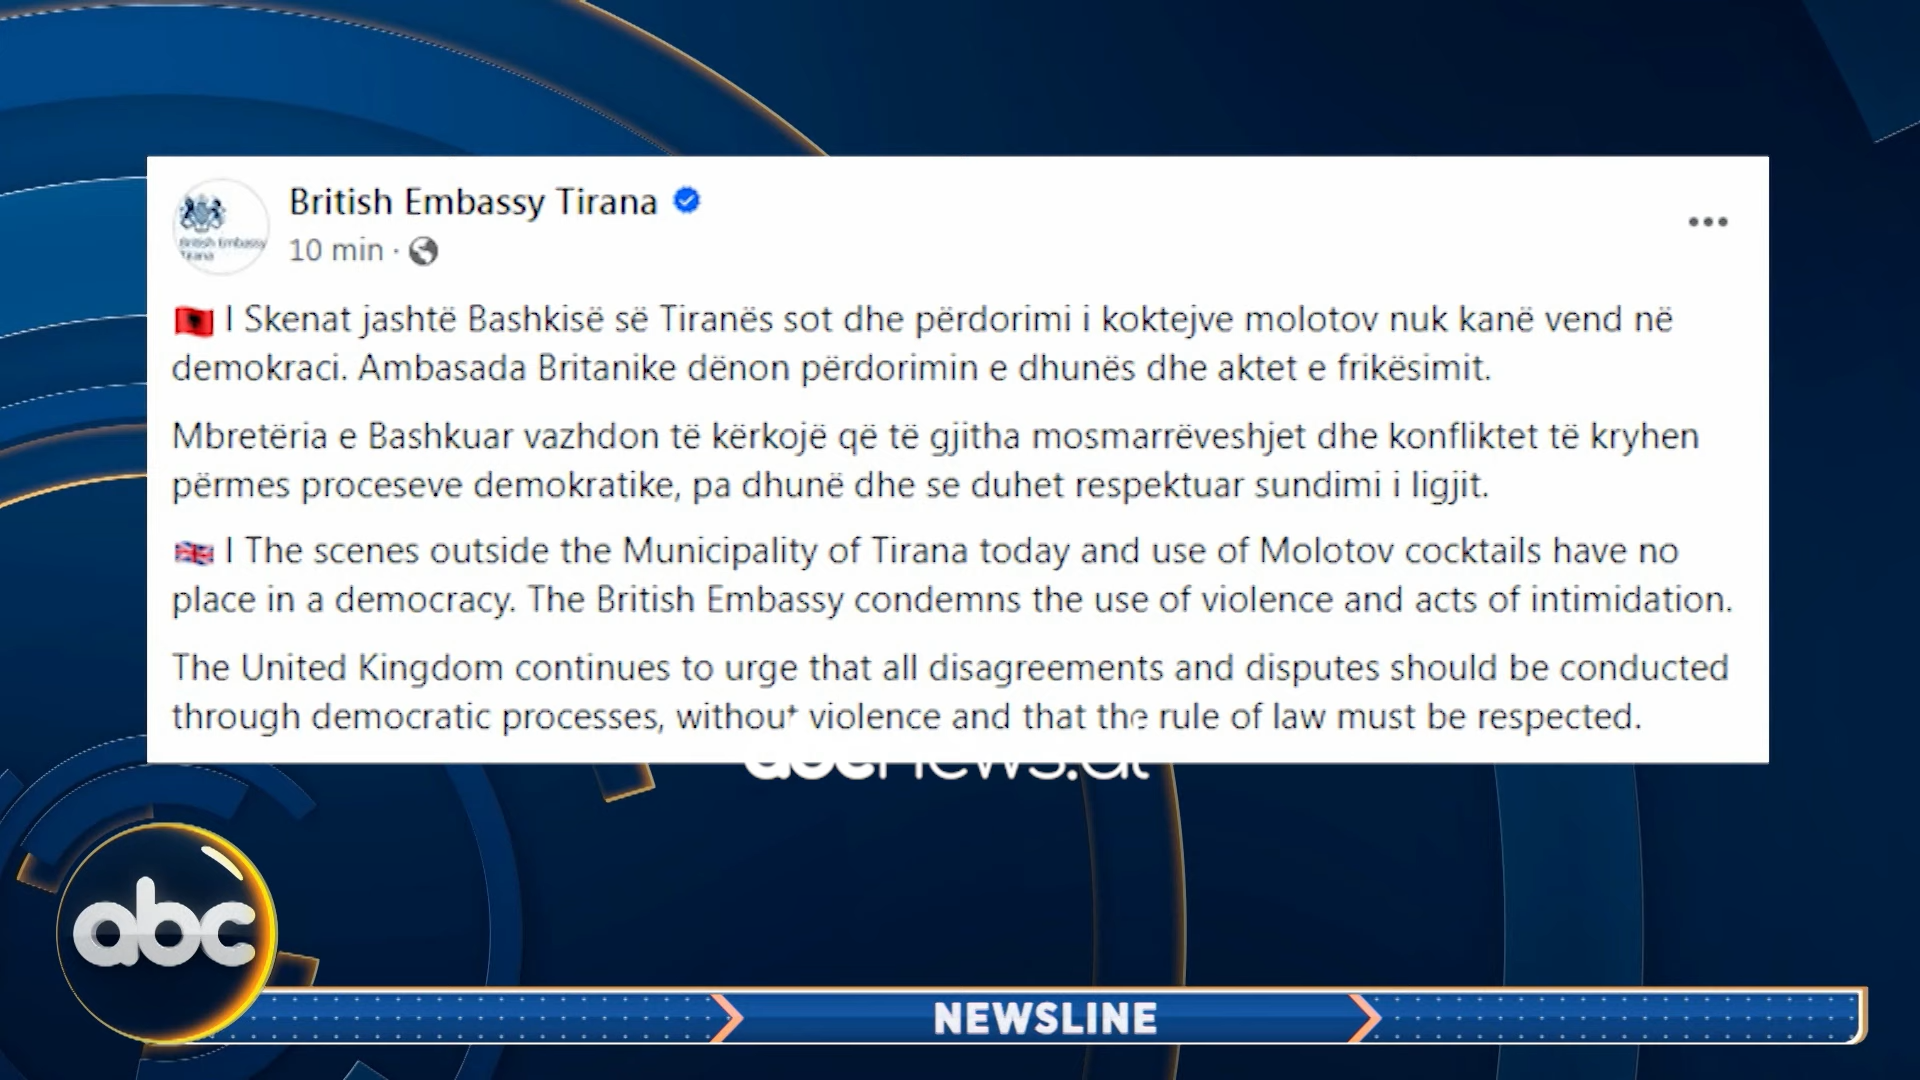 British Embassy Tirana
10 min ·
I Skenat jashtë Bashkisë së Tiranës sot dhe përdorimi i koktejve molotov nuk kanë vend në
demokraci. Ambasada Britanike dënon përdorimin e dhunës dhe aktet e frikësimit.
Mbretëria e Bashkuar vazhdon të kërkojë që të gjitha mosmarrëveshjet dhe konfliktet të kryhen
përmes proceseve demokratike, pa dhunë dhe se duhet respektuar sundimi i ligjit.
I The scenes outside the Municipality of Tirana today and use of Molotov cocktails have no
place in a democracy. The British Embassy condemns the use of violence and acts of intimidation.
The United Kingdom continues to urge that all disagreements and disputes should be conducted
through democratic processes, without violence and that the rule of law must be respected.
abcnews.al
abc
NEWSLINE
British Embassy
Tirana